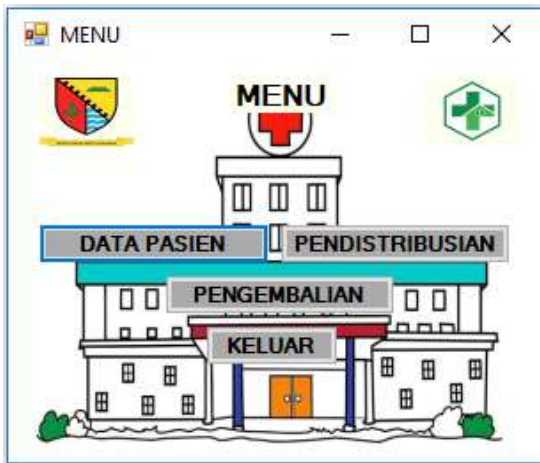 MENU
MENU
DATA PASIEN
PENDISTRIBUSIAN
PENGEMBALIAN
KELUAR